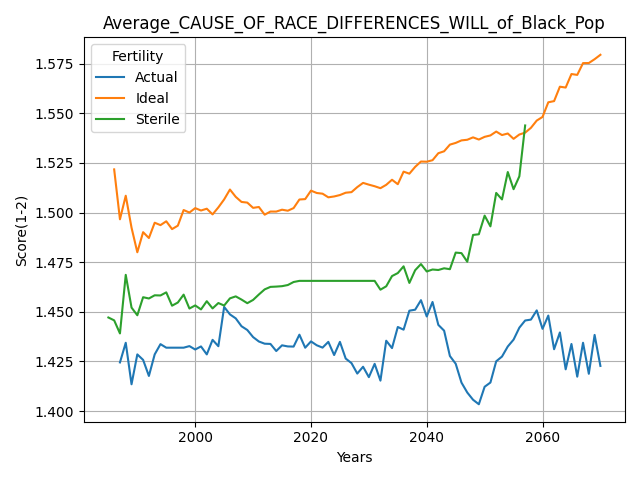 Average_CAUSE_OF_RACE_DIFFERENCES_WILL_of_Black_Pop
Fertility
Actual
Ideal
Sterile
1.575
1.550
1.525
1.500
1.475
1.450
1.425
1.400
Score(1-2)
2000
2020
2040
2060
Years